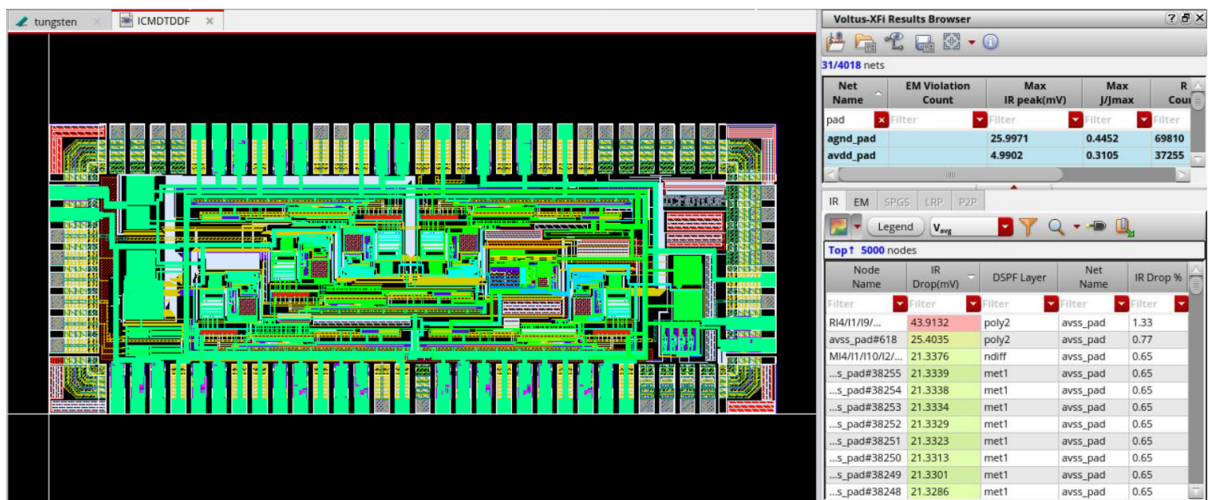 tungsten
ICMDTDDF
Voltus-XFi Results Browser
31/4018 nets
Net Name EM Violation Count Max IR peak(mV) Max J/Jmax R Cour
pad Filter Filter Filter Filter
agnd_pad 25.9971 0.4452 69810
avdd_pad 4.9902 0.3105 37255
IR EM SPGS LRP P2P
Legend Vavg
Top↑ 5000 nodes
Node Name IR Drop(mV) DSPF Layer Net Name IR Drop %
Filter Filter Filter Filter Filter
RI4/I1/I9/... 43.9132 poly2 avss_pad 1.33
avss_pad#618 25.4035 poly2 avss_pad 0.77
MI4/I1/I10/I2/... 21.3376 ndiff avss_pad 0.65
...s_pad#38255 21.3339 met1 avss_pad 0.65
...s_pad#38254 21.3338 met1 avss_pad 0.65
...s_pad#38253 21.3334 met1 avss_pad 0.65
...s_pad#38252 21.3329 met1 avss_pad 0.65
...s_pad#38251 21.3323 met1 avss_pad 0.65
...s_pad#38250 21.3313 met1 avss_pad 0.65
...s_pad#38249 21.3301 met1 avss_pad 0.65
...s_pad#38248 21.3286 met1 avss_pad 0.65